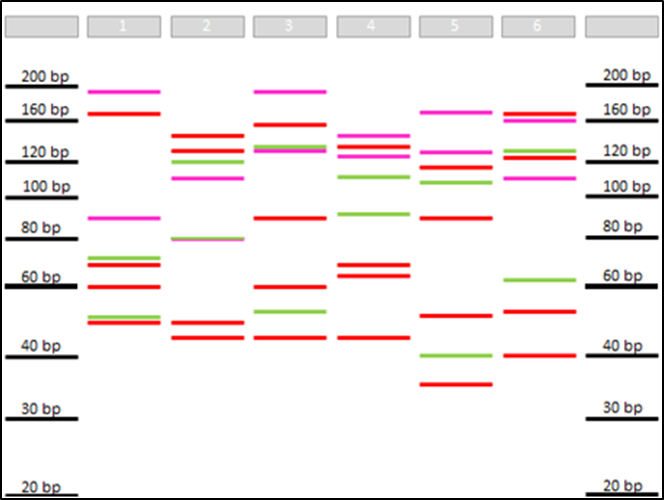 1 2 3 4 5 6
200 bp 200 bp
160 bp 160 bp
120 bp 120 bp
100 bp 100 bp
80 bp 80 bp
60 bp 60 bp
40 bp 40 bp
30 bp 30 bp
20 bp 20 bp